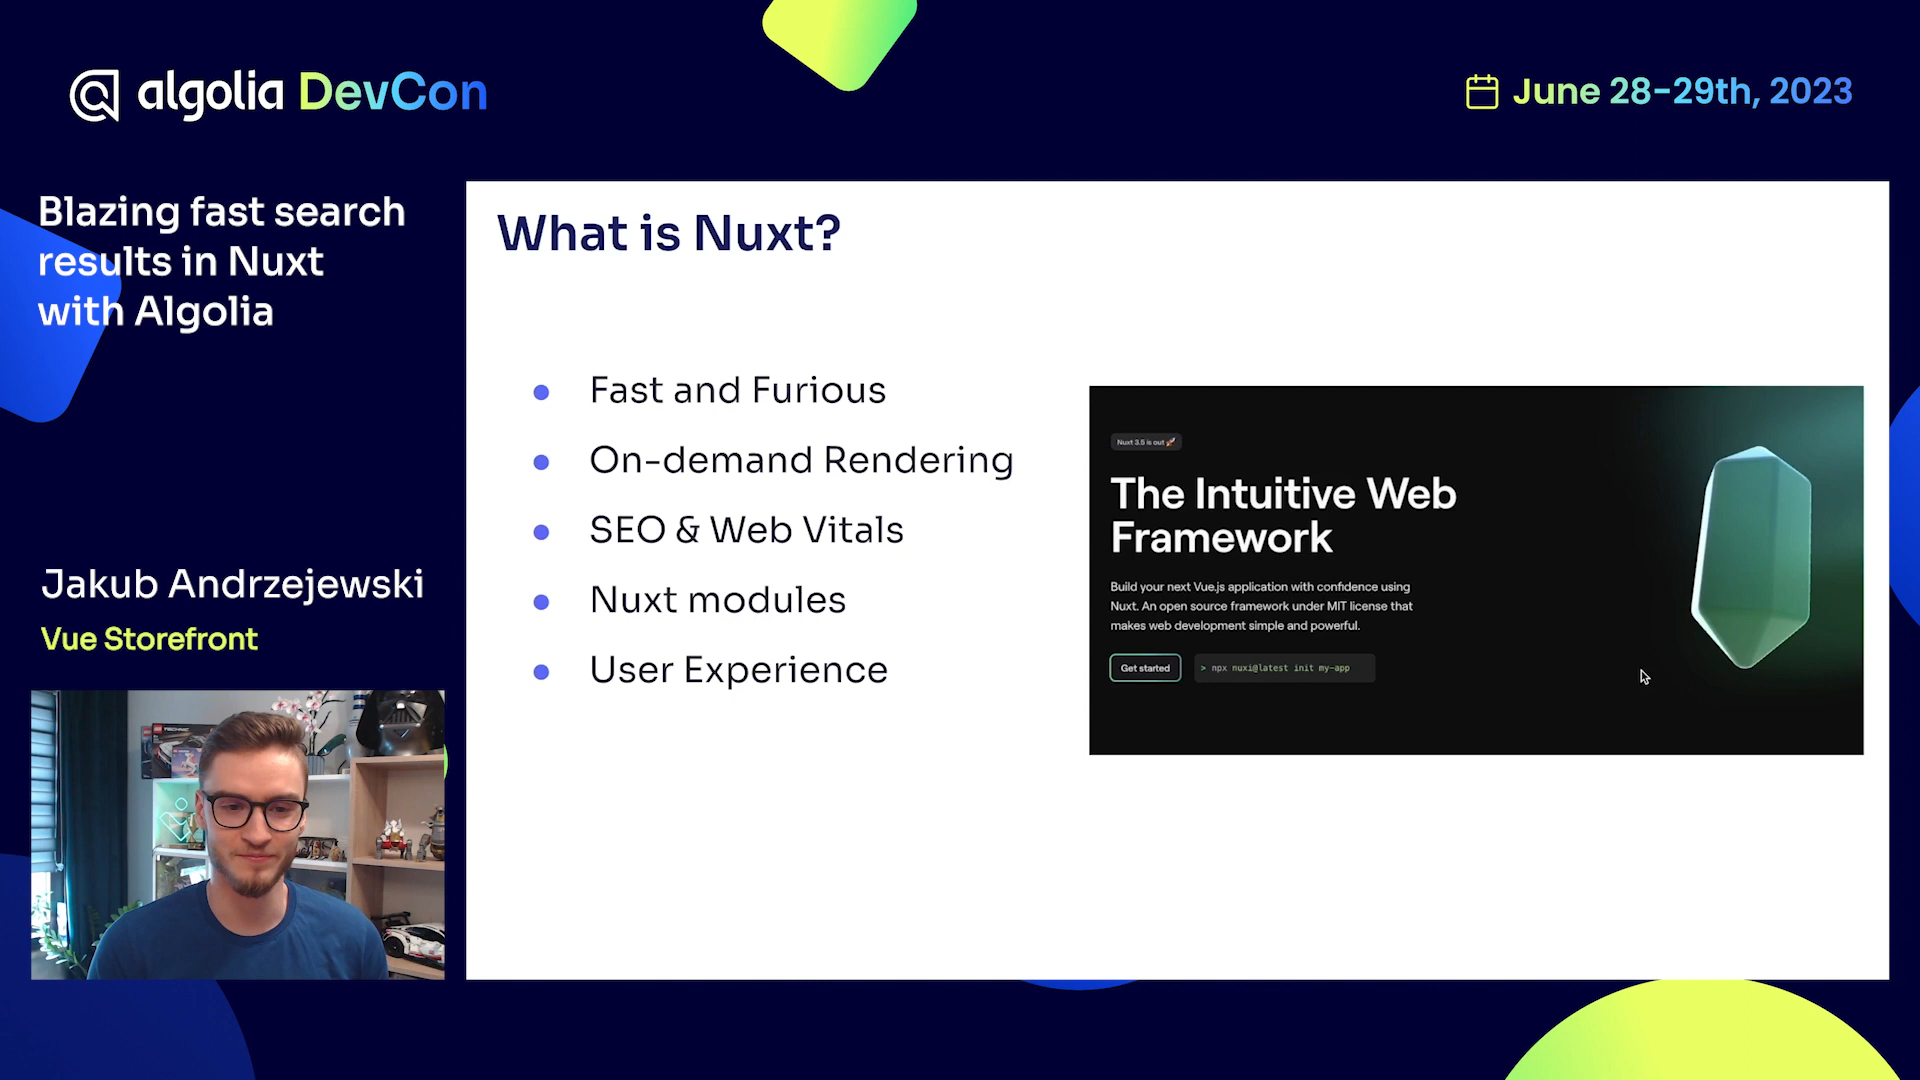 algolia DevCon
June 28-29th, 2023
Blazing fast search
results in Nuxt
with Algolia
Jakub Andrzejewski
Vue Storefront
TECHNIC
What is Nuxt?
Fast and Furious
On-demand Rendering
SEO & Web Vitals
Nuxt modules
User Experience
Nuxt 3.5 is out 🚀
The Intuitive Web
Framework
Build your next Vue.js application with confidence using
Nuxt. An open source framework under MIT license that
makes web development simple and powerful.
Get started
> npx nuxi@latest init my-app